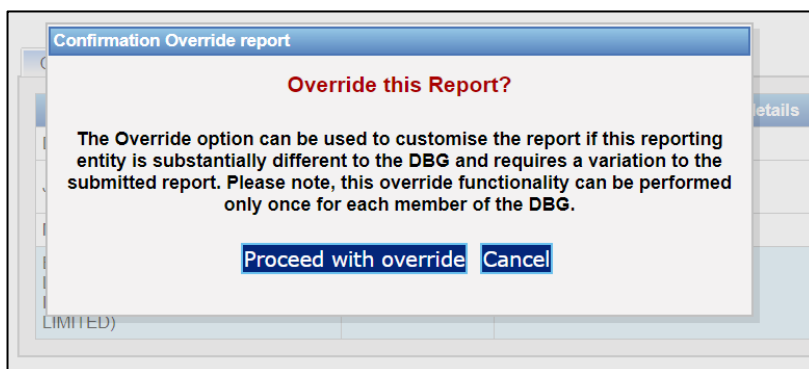 Confirmation Override report
Override this Report?
etails
The Override option can be used to customise the report if this reporting
entity is substantially different to the DBG and requires a variation to the
submitted report. Please note, this override functionality can be performed
only once for each member of the DBG.
Proceed with override Cancel
LIMITED)